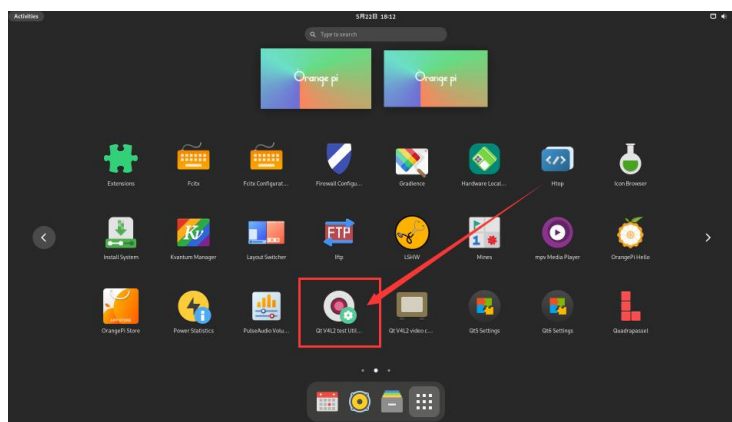 Activities
5月22日 18:12
Type to search
Orange pi
Orange pi
Extensions
Fcitx
Fcitx Configurat...
Firewall Configu...
Gradience
Hardware Local...
Htop
Icon Browser
Install System
Kv
Kvantum Manager
Layout Switcher
FTP
lftp
LSHW
1
Mines
mpv Media Player
OrangePi Hello
OrangePi Store
Power Statistics
PulseAudio Volu...
Qt V4L2 test Util...
Qt V4L2 video c...
Qt5 Settings
Qt6 Settings
Quadrapassel